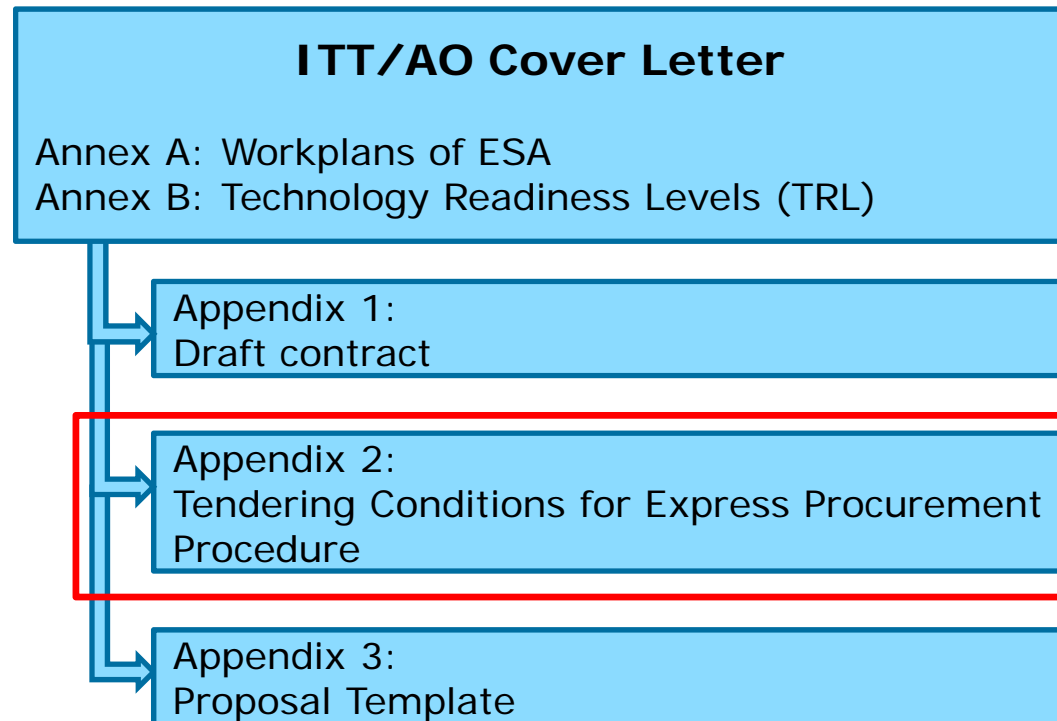 ITT/AO Cover Letter
Annex A: Workplans of ESA
Annex B: Technology Readiness Levels (TRL)
Appendix 1:
Draft contract
Appendix 2:
Tendering Conditions for Express Procurement
Procedure
Appendix 3:
Proposal Template